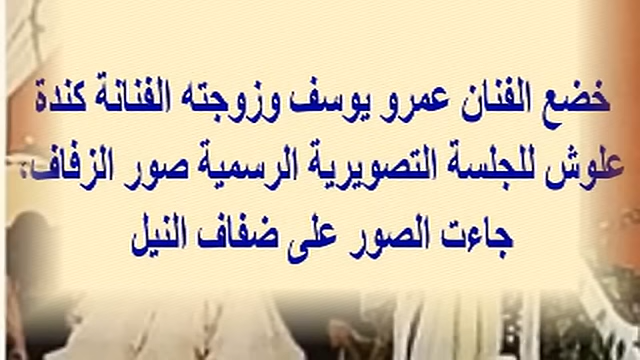 خضع الفنان عمرو يوسف وزوجته الفنانة كندة
علوش للجلسة التصويرية الرسمية صور الزفاف،
جاءت الصور على ضفاف النيل